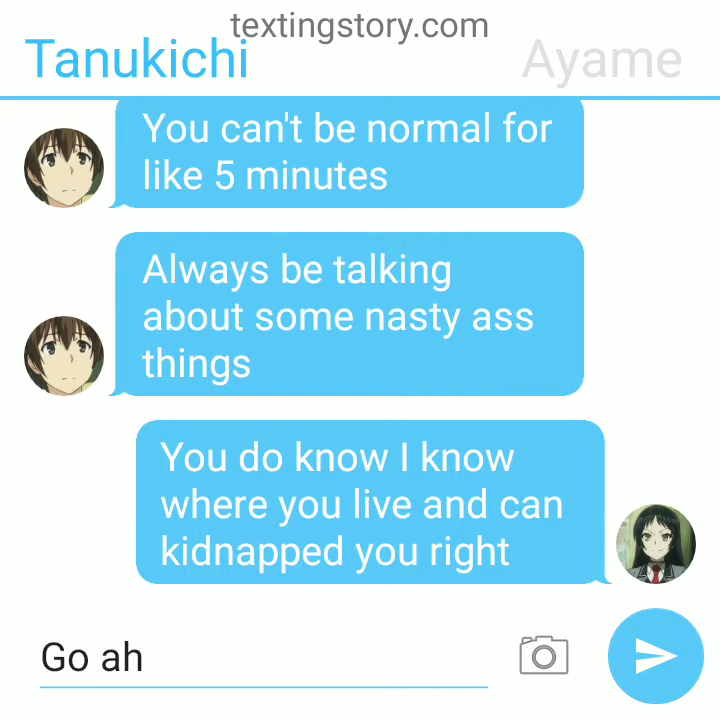 textingstory.com
Tanukichi
Ayame
You can't be normal for
like 5 minutes
Always be talking
about some nasty ass
things
You do know I know
where you live and can
kidnapped you right
Go ah